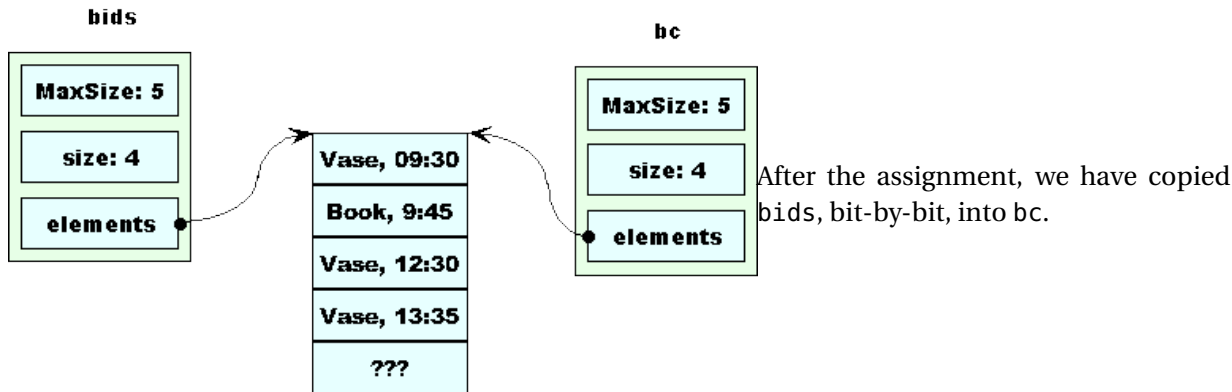 bids
MaxSize: 5
size: 4
elements
Vase, 09:30
Book, 9:45
Vase, 12:30
Vase, 13:35
???
bc
MaxSize: 5
size: 4
elements
After the assignment, we have copied
bids, bit-by-bit, into bc.